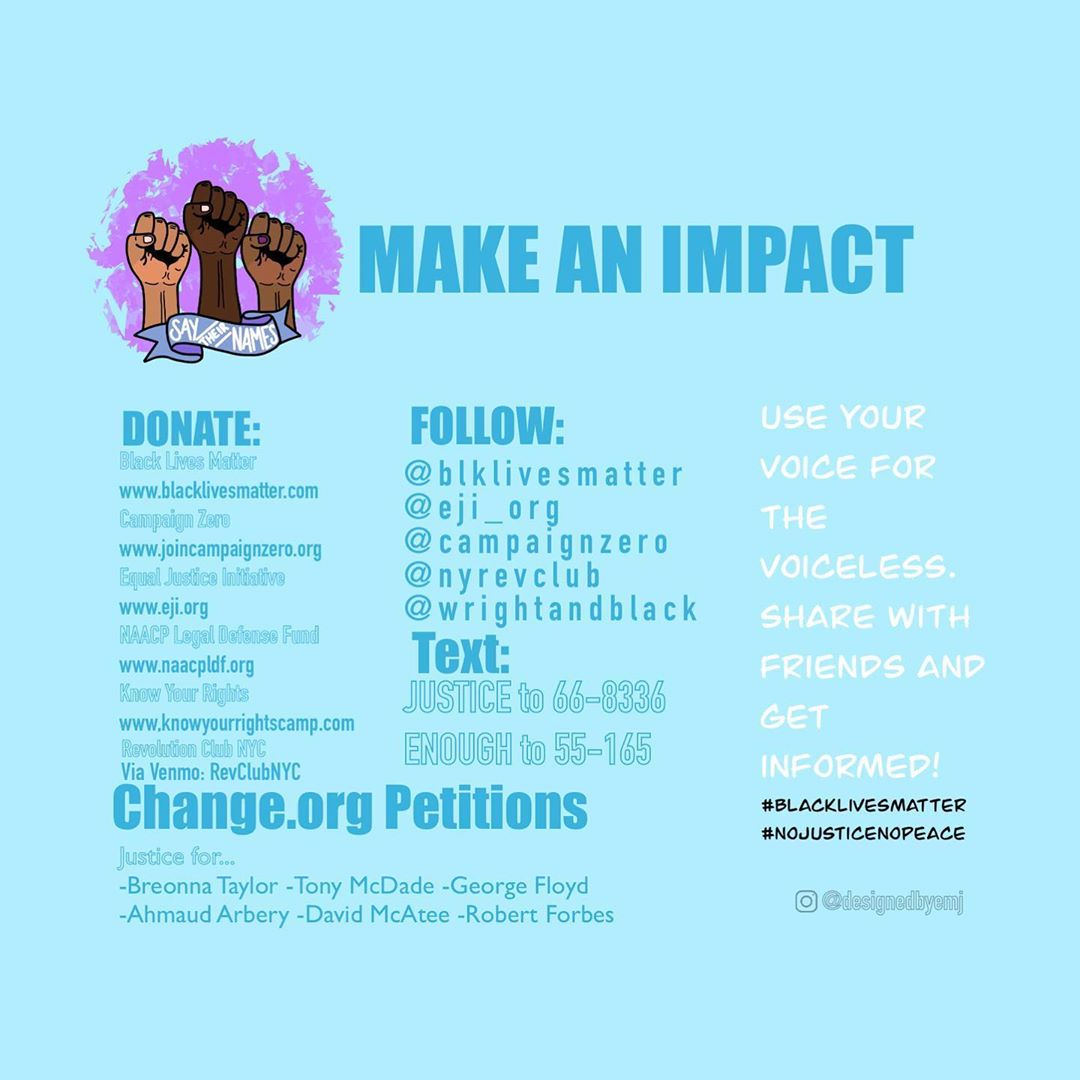 SAY THEIR NAMES
MAKE AN IMPACT
DONATE:
Black Lives Matter
www.blacklivesmatter.com
Campaign Zero
www.joincampaignzero.org
Equal Justice Initiative
www.eji.org
NAACP Legal Defense Fund
www.naacpldf.org
Know Your Rights
www,knowyourrightscamp.com
Revolution Club NYC
Via Venmo: RevClubNYC
FOLLOW:
@blklivesmatter
@eji_org
@campaignzero
@nyrevclub
@wrightandblack
Text:
JUSTICE to 66-8336
ENOUGH to 55-165
Change.org Petitions
Justice for...
-Breonna Taylor -Tony McDade -George Floyd
-Ahmaud Arbery -David McAtee -Robert Forbes
USE YOUR
VOICE FOR
THE
VOICELESS.
SHARE WITH
FRIENDS AND
GET
INFORMED!
#BLACKLIVESMATTER
#NOJUSTICENOPEACE
@designedbyemj